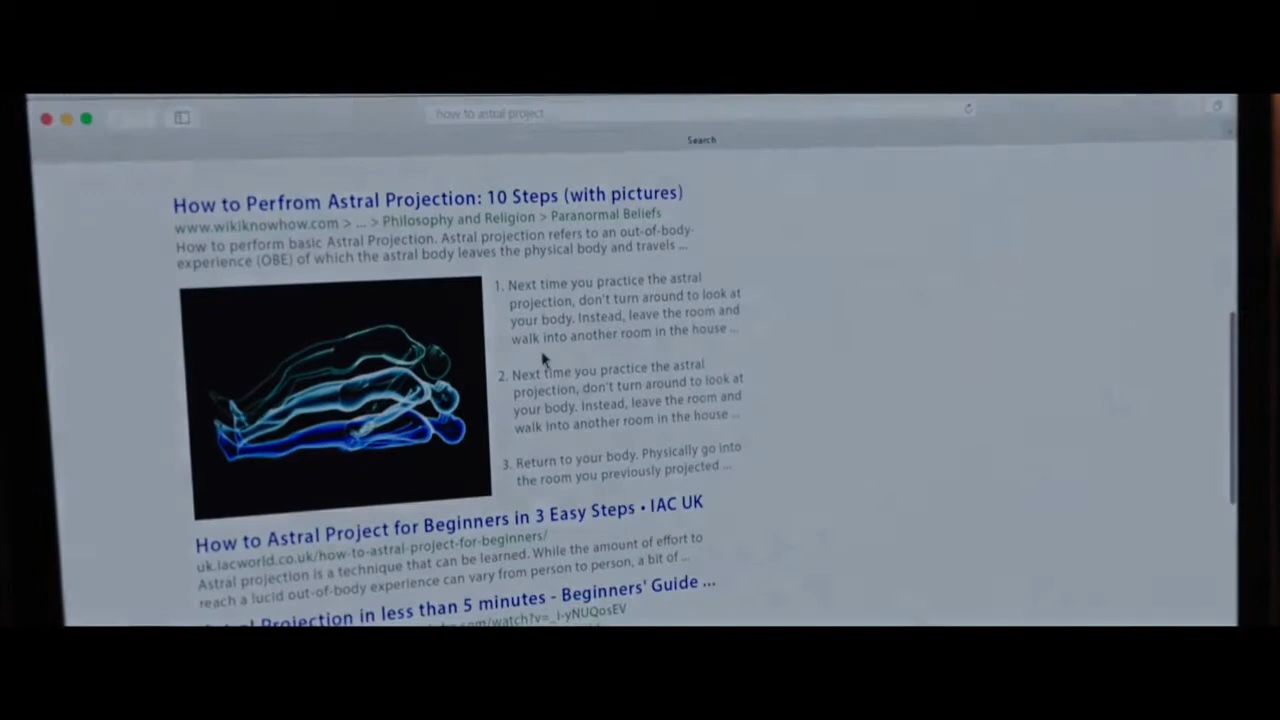 how to astral project
Search
How to Perfrom Astral Projection: 10 Steps (with pictures)
www.wikiknowhow.com > ... > Philosophy and Religion > Paranormal Beliefs
How to perform basic Astral Projection. Astral projection refers to an out-of-body-
experience (OBE) of which the astral body leaves the physical body and travels ...
1. Next time you practice the astral
projection, don't turn around to look at
your body. Instead, leave the room and
walk into another room in the house ...
2. Next time you practice the astral
projection, don't turn around to look at
your body. Instead, leave the room and
walk into another room in the house ...
3. Return to your body. Physically go into
the room you previously projected ...
How to Astral Project for Beginners in 3 Easy Steps • IAC UK
uk.iacworld.co.uk/how-to-astral-project-for-beginners/
Astral projection is a technique that can be learned. While the amount of effort to
reach a lucid out-of-body experience can vary from person to person, a bit of ...
Projection in less than 5 minutes - Beginners' Guide ...